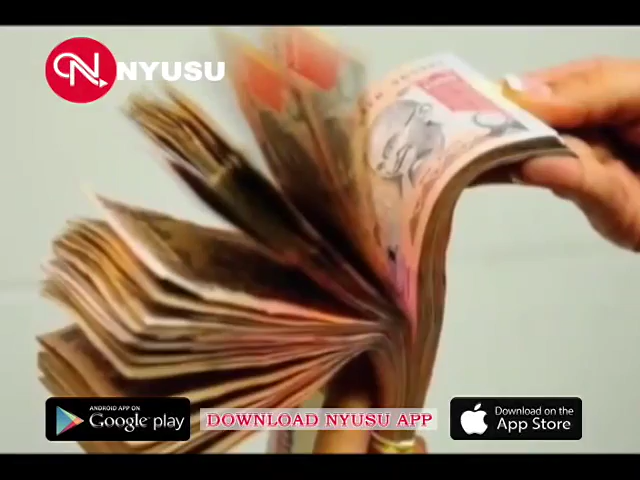 NYUSU
ANDROID APP ON
Google play
DOWNLOAD NYUSU APP
Download on the
App Store